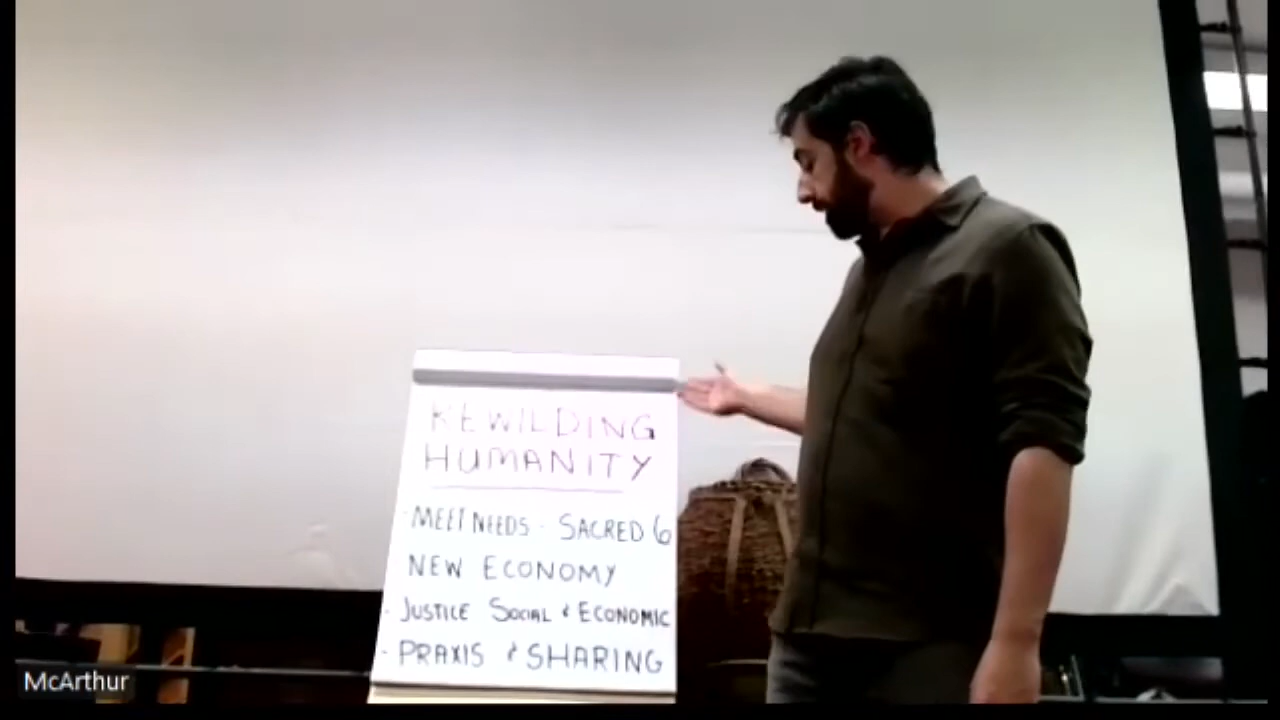 REWILDING
HUMANITY
· MEET NEEDS - SACRED 6
NEW ECONOMY
· JUSTICE SOCIAL & ECONOMIC
· PRAXIS & SHARING
McArthur